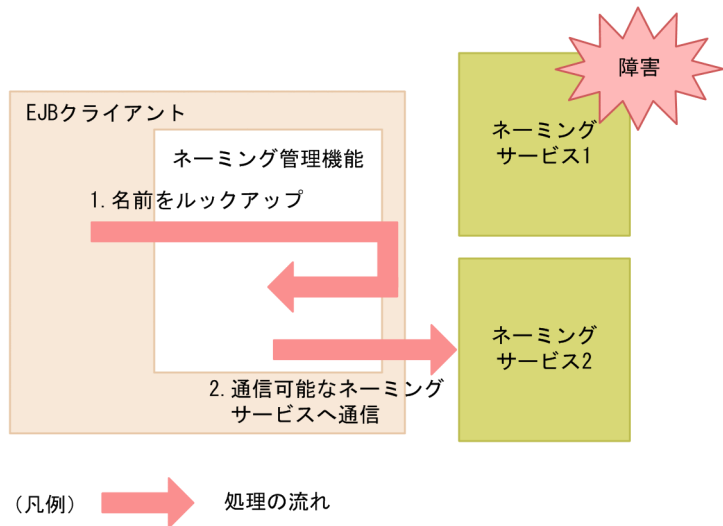 障害
EJBクライアント
ネーミング管理機能
1.名前をルックアップ
ネーミング
サービス1
ネーミング
サービス2
2.通信可能なネーミング
サービスへ通信
(凡例)
処理の流れ